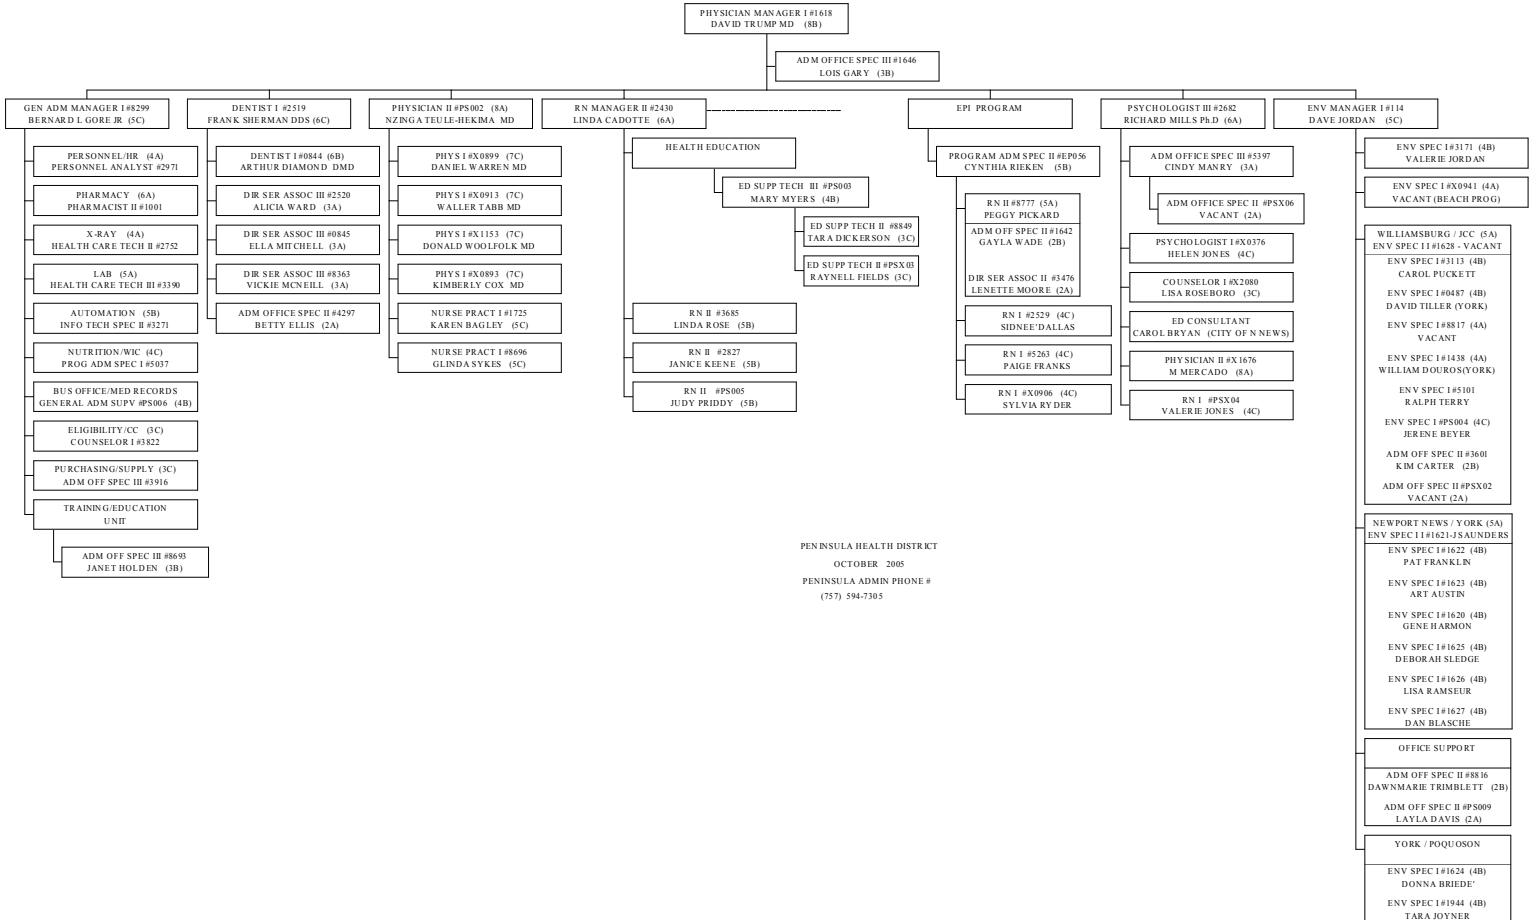 PHYSICIAN MANAGER I #1618
DAVID TRUMP MD (8B)
ADM OFFICE SPEC III #1646
LOIS GARY (3B)
GEN ADM MANAGER I #8299
BERNARD L GORE JR (5C)
PERSONNEL/HR (4A)
PERSONNEL ANALYST #2971
PHARMACY (6A)
PHARMACIST II #1001
X-RAY (4A)
HEALTH CARE TECH II #2752
LAB (5A)
HEALTH CARE TECH III #3390
AUTOMATION (5B)
INFO TECH SPEC II #3271
NUTRITION/WIC (4C)
PROG ADM SPEC I #5037
BUS OFFICE/MED RECORDS
GENERAL ADM SUPV #PS006 (4B)
ELIGIBILITY/CC (3C)
COUNSELOR I #3822
PURCHASING/SUPPLY (3C)
ADM OFF SPEC III #3916
TRAINING/EDUCATION
UNIT
ADM OFF SPEC III #8693
JANET HOLDEN (3B)
DENTIST I #2519
FRANK SHERMAN DDS (6C)
DENTIST I #0844 (6B)
ARTHUR DIAMOND DMD
DIR SER ASSOC III #2520
ALICIA WARD (3A)
DIR SER ASSOC III #0845
ELLA MITCHELL (3A)
DIR SER ASSOC III #8363
VICKIE MCNEILL (3A)
ADM OFFICE SPEC II #4297
BETTY ELLIS (2A)
PHYSICIAN II #PS002 (8A)
NZINGA TEULE-HEKIMA MD
PHYS I #X0899 (7C)
DANIEL WARREN MD
PHYS I #X0913 (7C)
WALLER TABB MD
PHYS I #X1153 (7C)
DONALD WOOLFOLK MD
PHYS I #X0893 (7C)
KIMBERLY COX MD
NURSE PRACT I #1725
KAREN BAGLEY (5C)
NURSE PRACT I #8696
GLINDA SYKES (5C)
RN MANAGER II #2430
LINDA CADOTTE (6A)
HEALTH EDUCATION
ED SUPP TECH III #PS003
MARY MYERS (4B)
ED SUPP TECH II #8849
TARA DICKERSON (3C)
ED SUPP TECH II #PSX03
RAYNELL FIELDS (3C)
RN II #3685
LINDA ROSE (5B)
RN II #2827
JANICE KEENE (5B)
RN II #PS005
JUDY PRIDDY (5B)
EPI PROGRAM
PROGRAM ADM SPEC II #EP056
CYNTHIA RIEKEN (5B)
RN II #8777 (5A)
PEGGY PICKARD
ADM OFF SPEC II #1642
GAYLA WADE (2B)
DIR SER ASSOC II #3476
LENETTE MOORE (2A)
RN I #2529 (4C)
SIDNEE'DALLAS
RN I #5263 (4C)
PAIGE FRANKS
RN I #X0906 (4C)
SYLVIA RYDER
PSYCHOLOGIST III #2682
RICHARD MILLS Ph.D (6A)
ADM OFFICE SPEC III #5397
CINDY MANRY (3A)
ADM OFFICE SPEC II #PSX06
VACANT (2A)
PSYCHOLOGIST I #X0376
HELEN JONES (4C)
COUNSELOR I #X2080
LISA ROSEBORO (3C)
ED CONSULTANT
CAROL BRYAN (CITY OF N NEWS)
PHYSICIAN II #X1676
M MERCADO (8A)
RN I #PSX04
VALERIE JONES (4C)
ENV MANAGER I #114
DAVE JORDAN (5C)
ENV SPEC I #3171 (4B)
VALERIE JORDAN
ENV SPEC I #X0941 (4A)
VACANT (BEACH PROG)
WILLIAMSBURG / JCC (5A)
ENV SPEC II #1628 - VACANT
ENV SPEC I #3113 (4B)
CAROL PUCKETT
ENV SPEC I #0487 (4B)
DAVID TILLER (YORK)
ENV SPEC I #8817 (4A)
VACANT
ENV SPEC I #1438 (4A)
WILLIAM DOUROS(YORK)
ENV SPEC I #5101
RALPH TERRY
ENV SPEC I #PS004 (4C)
JERENE BEYER
ADM OFF SPEC II #3601
KIM CARTER (2B)
ADM OFF SPEC II #PSX02
VACANT (2A)
NEWPORT NEWS / YORK (5A)
ENV SPEC II #1621-J SAUNDERS
ENV SPEC I #1622 (4B)
PAT FRANKLIN
ENV SPEC I #1623 (4B)
ART AUSTIN
ENV SPEC I #1620 (4B)
GENE HARMON
ENV SPEC I #1625 (4B)
DEBORAH SLEDGE
ENV SPEC I #1626 (4B)
LISA RAMSEUR
ENV SPEC I #1627 (4B)
DAN BLASCHE
OFFICE SUPPORT
ADM OFF SPEC II #8816
DAWNMARIE TRIMBLETT (2B)
ADM OFF SPEC II #PS009
LAYLA DAVIS (2A)
YORK / POQUOSON
ENV SPEC I #1624 (4B)
DONNA BRIEDE'
ENV SPEC I #1944 (4B)
TARA JOYNER
PENINSULA HEALTH DISTRICT
OCTOBER 2005
PENINSULA ADMIN PHONE #
(757) 594-7305